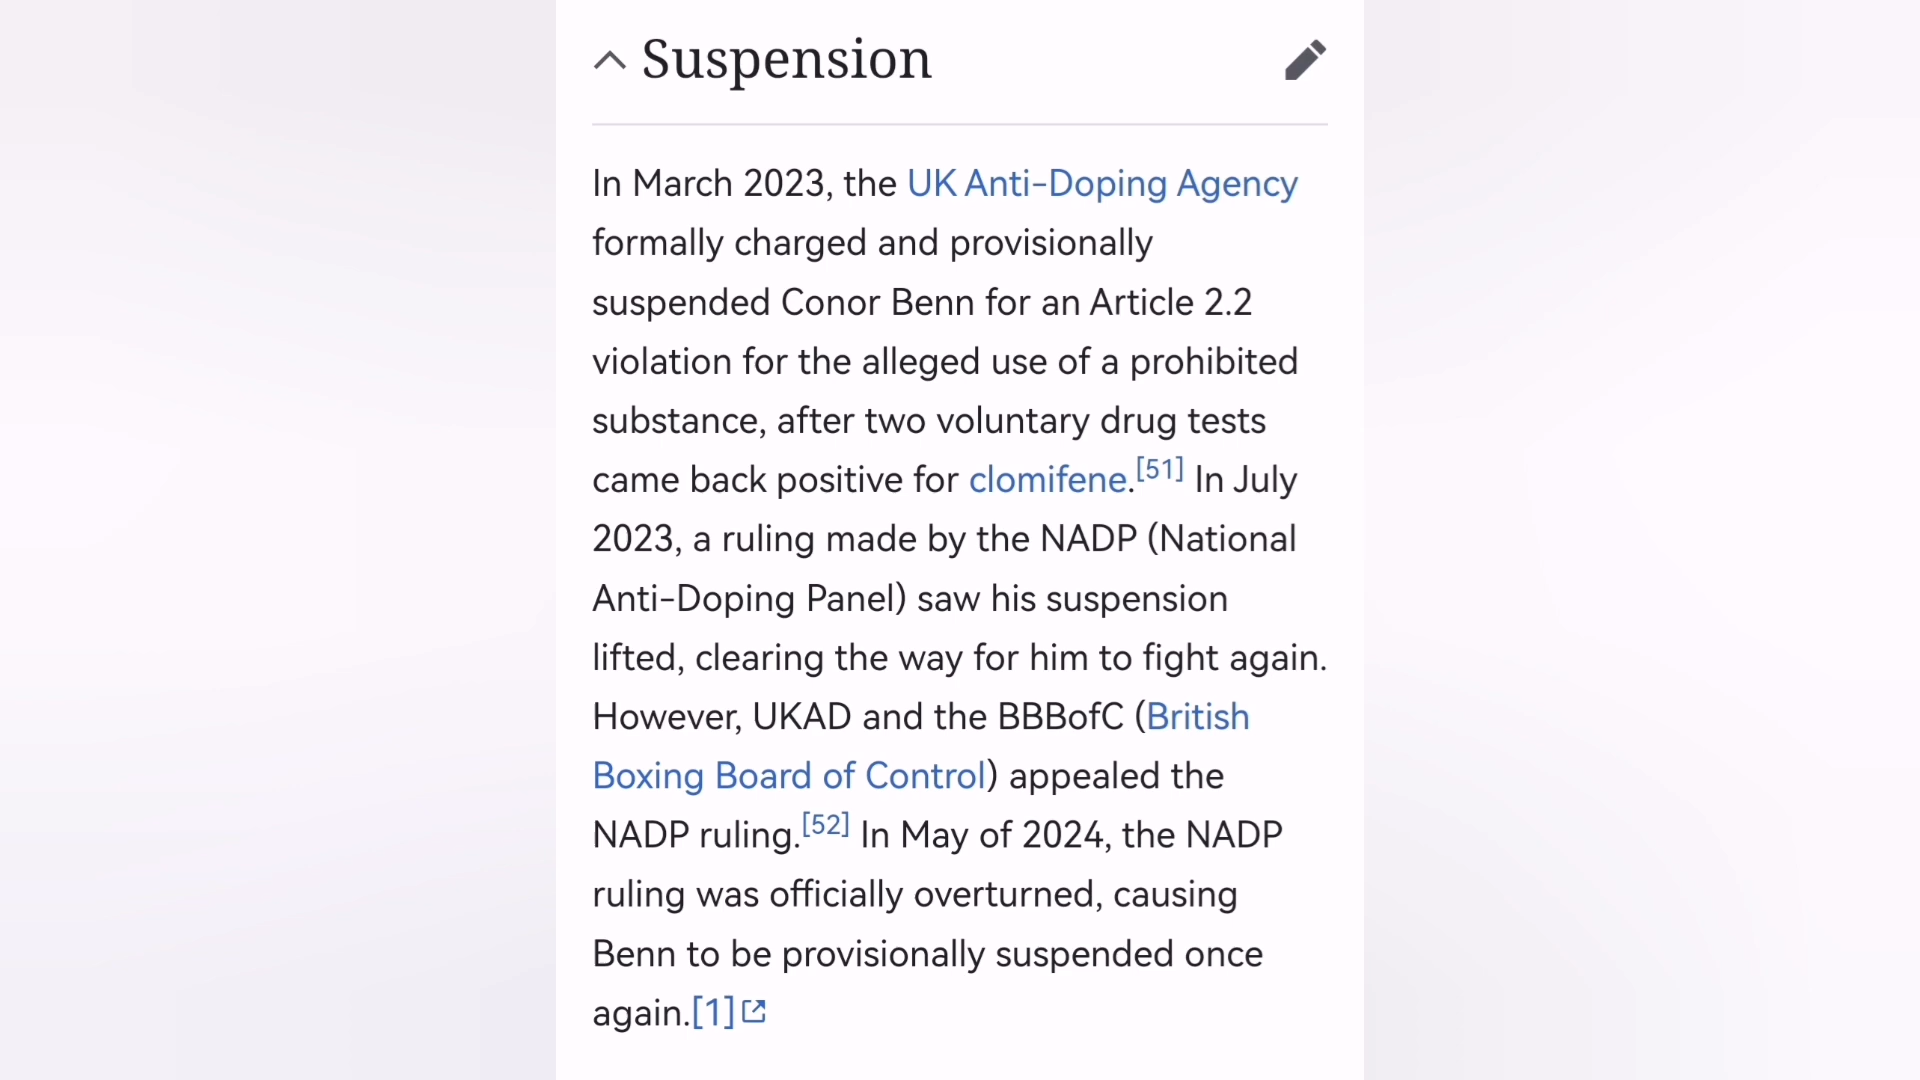 Suspension
In March 2023, the UK Anti-Doping Agency
formally charged and provisionally
suspended Conor Benn for an Article 2.2
violation for the alleged use of a prohibited
substance, after two voluntary drug tests
came back positive for clomifene.[51] In July
2023, a ruling made by the NADP (National
Anti-Doping Panel) saw his suspension
lifted, clearing the way for him to fight again.
However, UKAD and the BBBofC (British
Boxing Board of Control) appealed the
NADP ruling.[52] In May of 2024, the NADP
ruling was officially overturned, causing
Benn to be provisionally suspended once
again.[1]